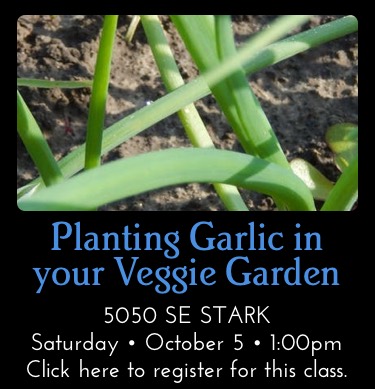 Planting Garlic in
your Veggie Garden
5050 SE STARK
Saturday • October 5 • 1:00pm
Click here to register for this class.